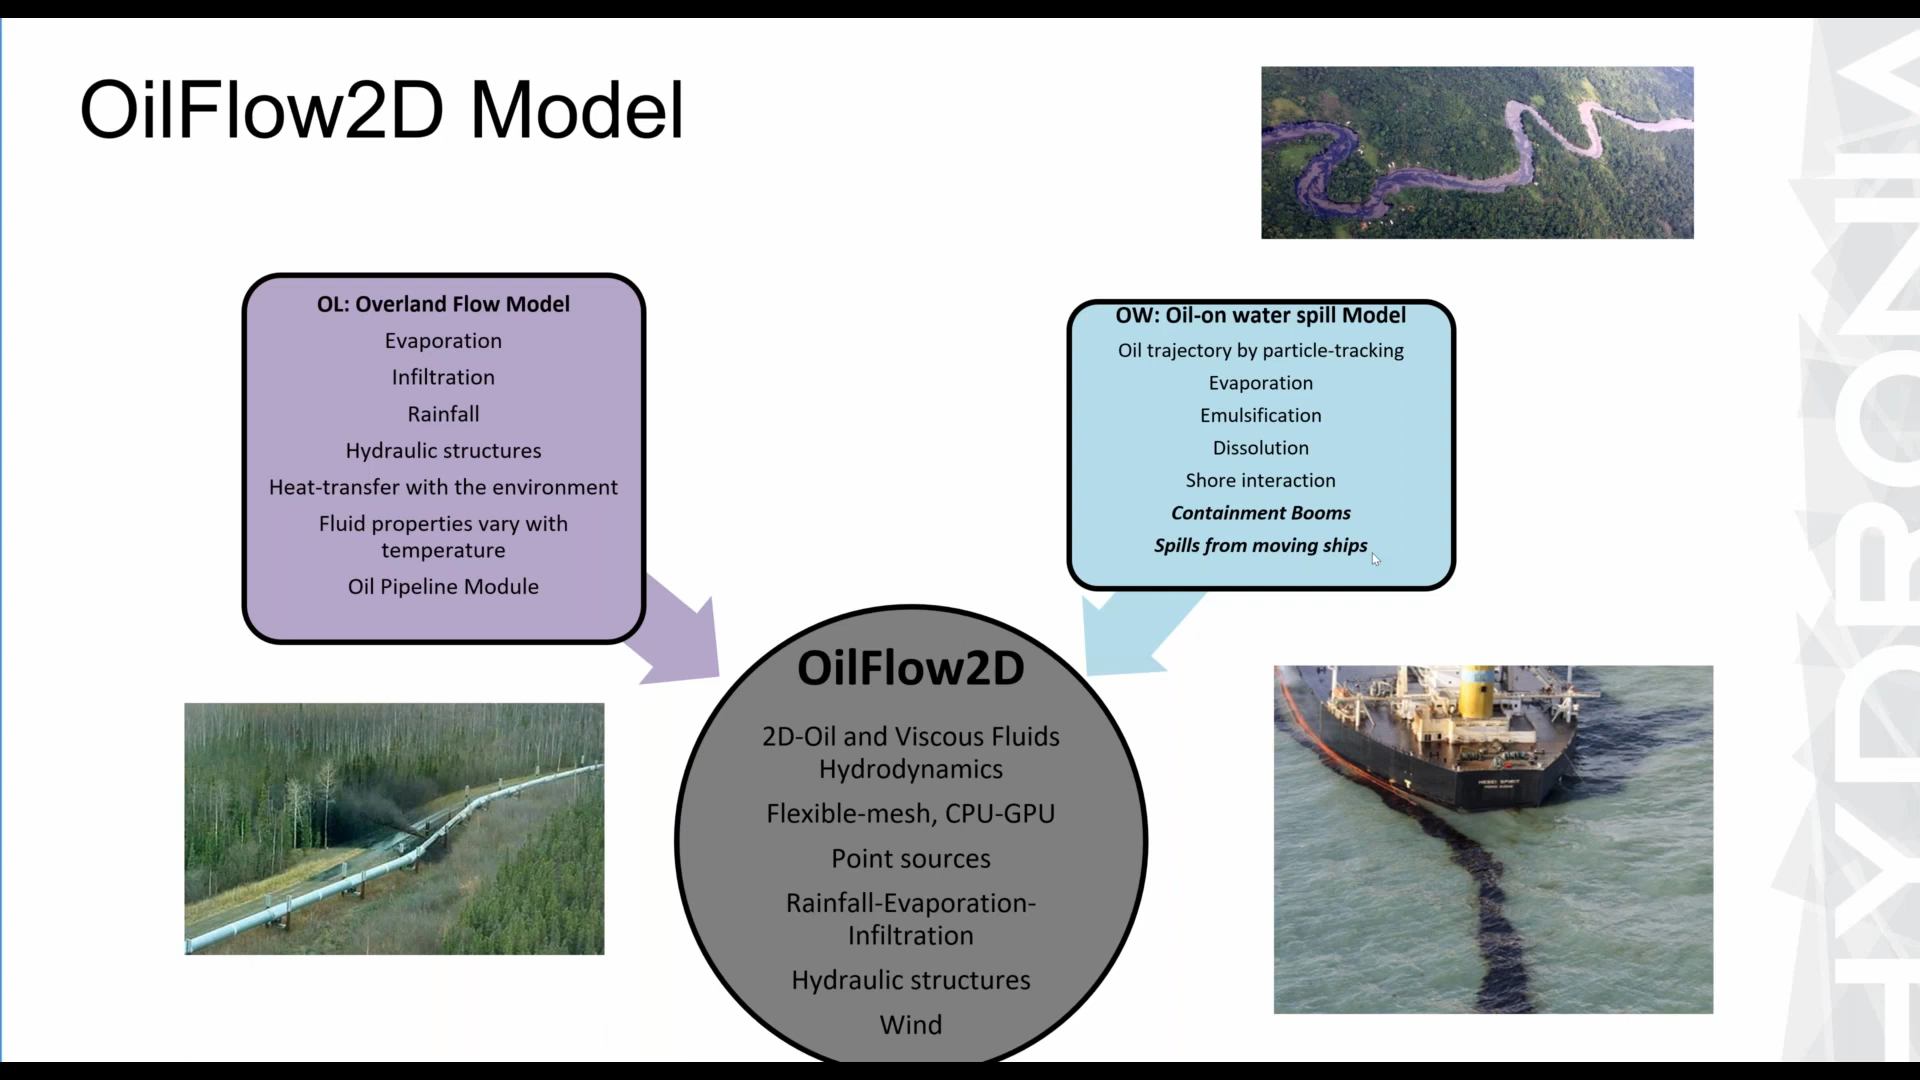 OilFlow2D Model
OL: Overland Flow Model
Evaporation
Infiltration
Rainfall
Hydraulic structures
Heat-transfer with the environment
Fluid properties vary with
temperature
Oil Pipeline Module
OW: Oil-on water spill Model
Oil trajectory by particle-tracking
Evaporation
Emulsification
Dissolution
Shore interaction
Containment Booms
Spills from moving ships
OilFlow2D
2D-Oil and Viscous Fluids
Hydrodynamics
Flexible-mesh, CPU-GPU
Point sources
Rainfall-Evaporation-
Infiltration
Hydraulic structures
Wind
HEBEI SPIRIT
HYDRONIA